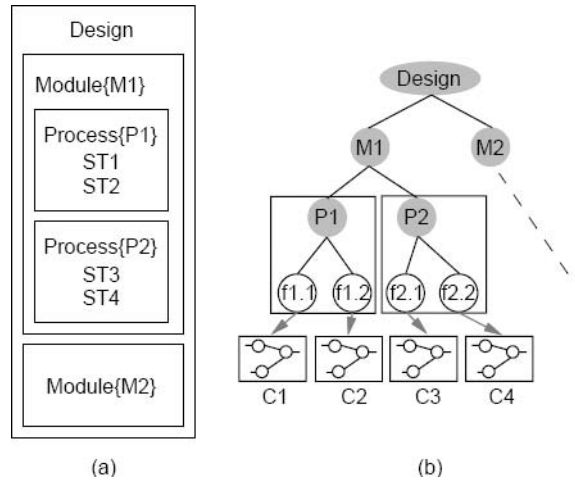 Design
Module{M1}
Process{P1}
ST1
ST2
Process{P2}
ST3
ST4
Module{M2}
(a)
Design
M1 M2
P1 P2
f1.1 f1.2 f2.1 f2.2
C1 C2 C3 C4
(b)